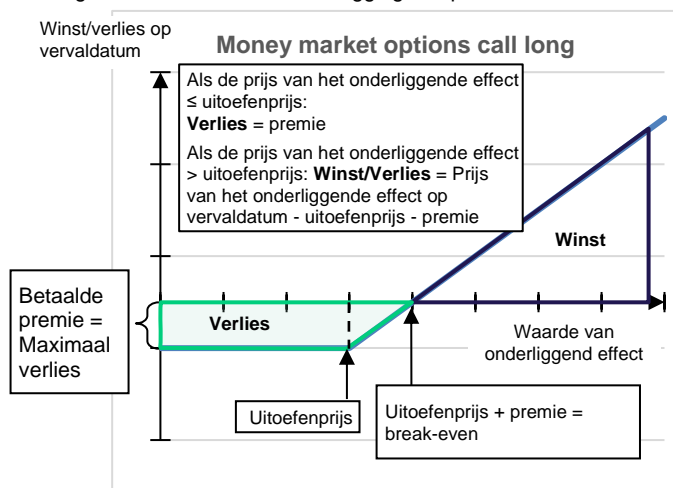 Winst/verlies op
vervaldatum
Money market options call long
Als de prijs van het onderliggende effect
≤ uitoefenprijs:
Verlies = premie
Als de prijs van het onderliggende effect
> uitoefenprijs: Winst/Verlies = Prijs
van het onderliggende effect op
vervaldatum - uitoefenprijs - premie
Winst
Betaalde
premie =
Maximaal
verlies
Verlies
Waarde van
onderliggend effect
Uitoefenprijs
Uitoefenprijs + premie =
break-even